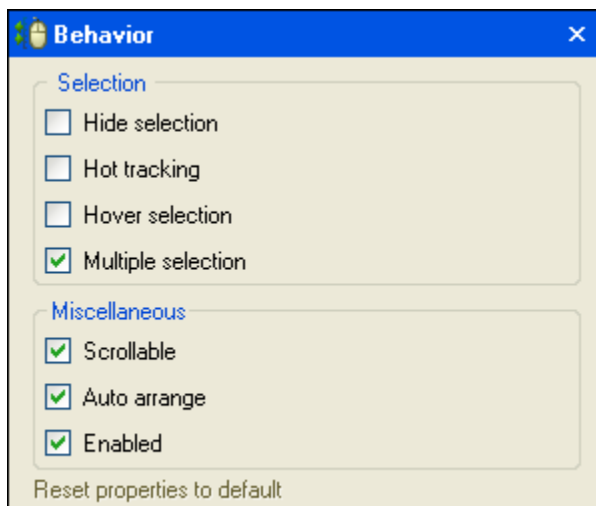 Behavior
Selection
Hide selection
Hot tracking
Hover selection
Multiple selection
Miscellaneous
Scrollable
Auto arrange
Enabled
Reset properties to default